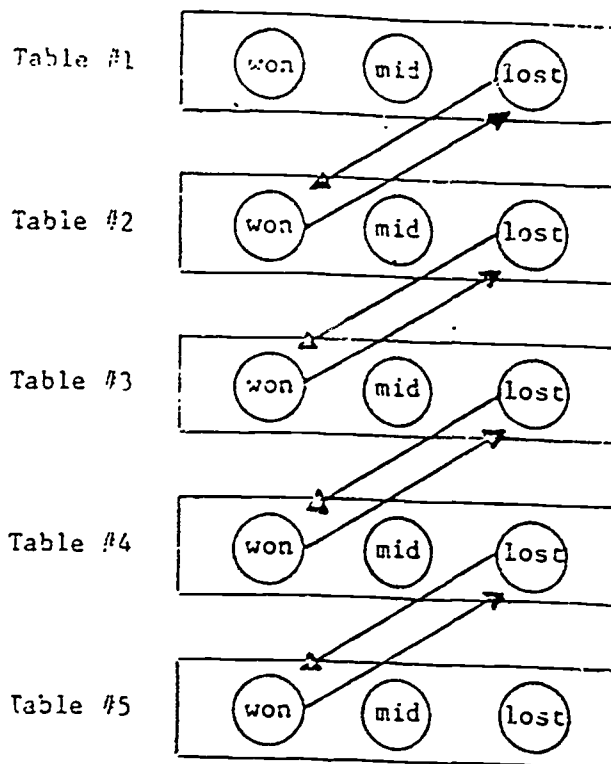 Table #1 won mid lost
Table #2 won mid lost
Table #3 won mid lost
Table #4 won mid lost
Table #5 won mid lost